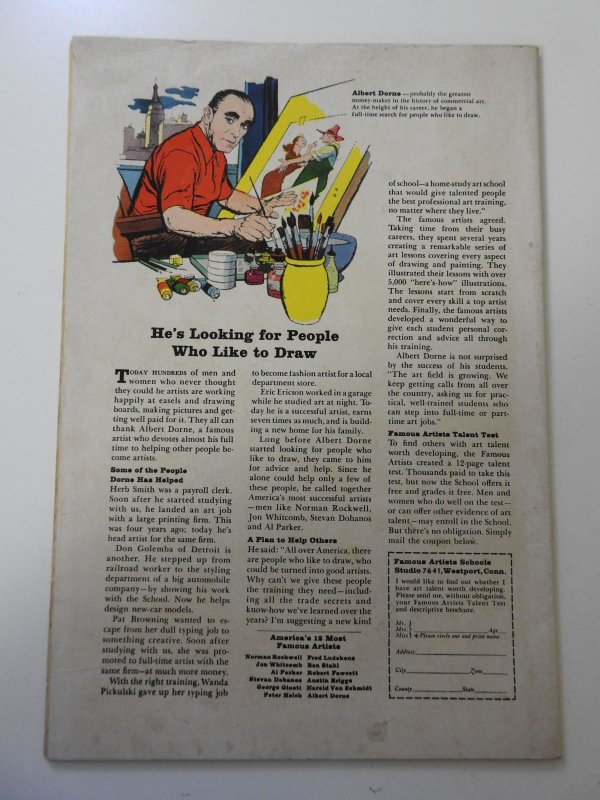 Albert Dorne — probably the greatest
money-maker in the history of commercial art.
At the height of his career, he began a
full-time search for people who like to draw.
He's Looking for People
Who Like to Draw
TODAY HUNDREDS of men and
women who never thought
they could be artists are working
happily at easels and drawing
boards, making pictures and get-
ting well paid for it. They all can
thank Albert Dorne, a famous
artist who devotes almost his full
time to helping other people be-
come artists.
Some of the People
Dorne Has Helped
Herb Smith was a payroll clerk.
Soon after he started studying
with us, he landed an art job
with a large printing firm. This
was four years ago; today he's
head artist for the same firm.
Don Golemba of Detroit is
another. He stepped up from
railroad worker to the styling
department of a big automobile
company—by showing his work
with the School. Now he helps
design new-car models.
Pat Browning wanted to es-
cape from her dull typing job to
something creative. Soon after
studying with us, she was pro-
moted to full-time artist with the
same firm—at much more money.
With the right training, Wanda
Pickulski gave up her typing job
to become fashion artist for a local
department store.
Eric Ericson worked in a garage
while he studied art at night. To-
day he is a successful artist, earns
seven times as much, and is build-
ing a new home for his family.
Long before Albert Dorne
started looking for people who
like to draw, they came to him
for advice and help. Since he
alone could help only a few of
these people, he called together
America's most successful artists
—men like Norman Rockwell,
Jon Whitcomb, Stevan Dohanos
and Al Parker.
A Plan to Help Others
He said: "All over America, there
are people who like to draw, who
could be turned into good artists.
Why can't we give these people
the training they need—includ-
ing all the trade secrets and
know-how we've learned over the
years? I'm suggesting a new kind
America's 12 Most
Famous Artists
Norman Rockwell Fred Ludekens
Jon Whitcomb Ben Stahl
Al Parker Robert Fawcett
Stevan Dohanos Austin Briggs
George Giusti Harold Von Schmidt
Peter Helck Albert Dorne
of school—a home-study art school
that would give talented people
the best professional art training,
no matter where they live."
The famous artists agreed.
Taking time from their busy
careers, they spent several years
creating a remarkable series of
art lessons covering every aspect
of drawing and painting. They
illustrated their lessons with over
5,000 "here's-how" illustrations.
The lessons start from scratch
and cover every skill a top artist
needs. Finally, the famous artists
developed a wonderful way to
give each student personal cor-
rection and advice all through
his training.
Albert Dorne is not surprised
by the success of his students.
"The art field is growing. We
keep getting calls from all over
the country, asking us for prac-
tical, well-trained students who
can step into full-time or part-
time art jobs."
Famous Artists Talent Test
To find others with art talent
worth developing, the Famous
Artists created a 12-page talent
test. Thousands paid to take this
test, but now the School offers it
free and grades it free. Men and
women who do well on the test—
or can offer other evidence of art
talent—may enroll in the School.
But there's no obligation. Simply
mail the coupon below.
Famous Artists Schools
Studio 7641, Westport, Conn.
I would like to find out whether I
have art talent worth developing.
Please send me, without obligation,
your Famous Artists Talent Test
and descriptive brochure.
Mr.
Mrs. Age
Miss * Please circle one and print name
Address
City Zone
County State